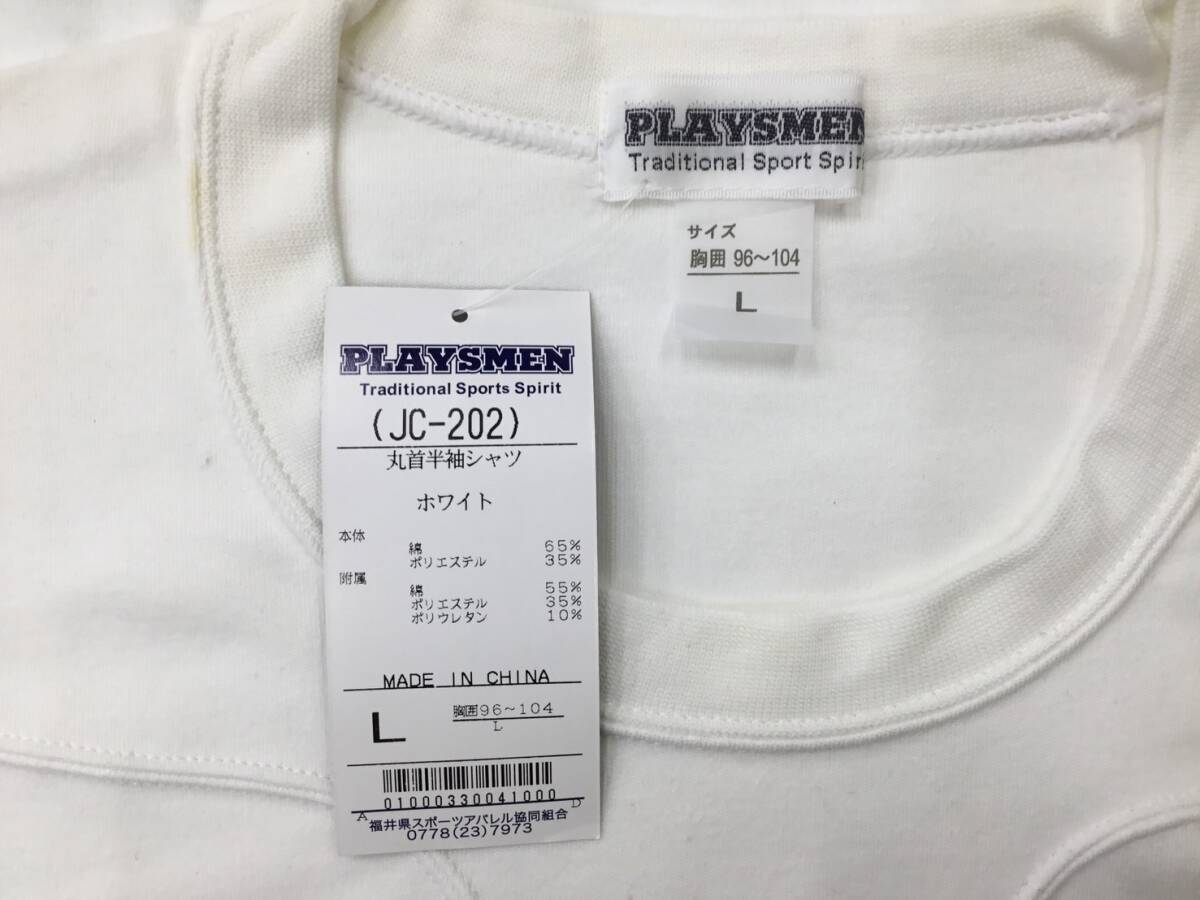 PLAYSMEN
Traditional Sport Spiri
サイズ
胸囲 96～104
L
PLAYSMEN
Traditional Sports Spirit
(JC-202)
丸首半袖シャツ
ホワイト
本体
綿 65%
ポリエステル 35%
附属
綿 55%
ポリエステル 35%
ポリウレタン 10%
MADE IN CHINA
L 胸囲96～104
L
A 01000330041000 D
福井県スポーツアパレル協同組合
0778(23)7973